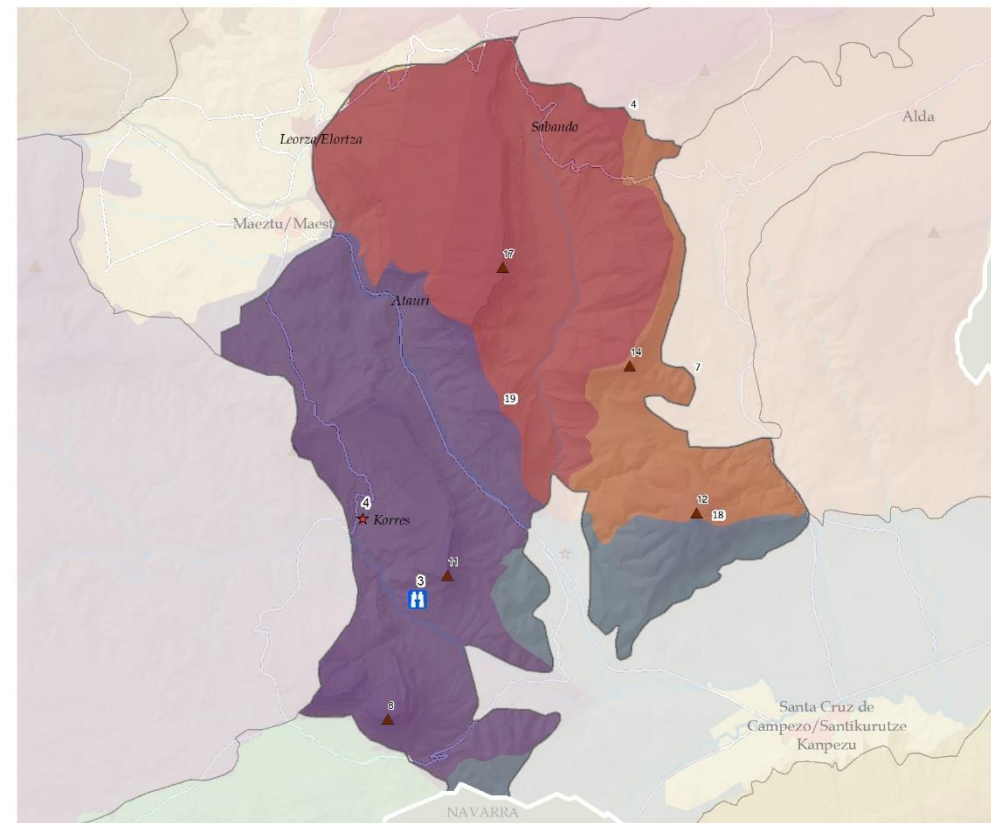 4
Alda
Sabando
Leorza/Elortza
Maeztu/Maest
17
Atauri
14
7
19
4
12
18
Korres
11
3
8
Santa Cruz de
Campezo/Santikurutze
Kanpezu
NAVARRA